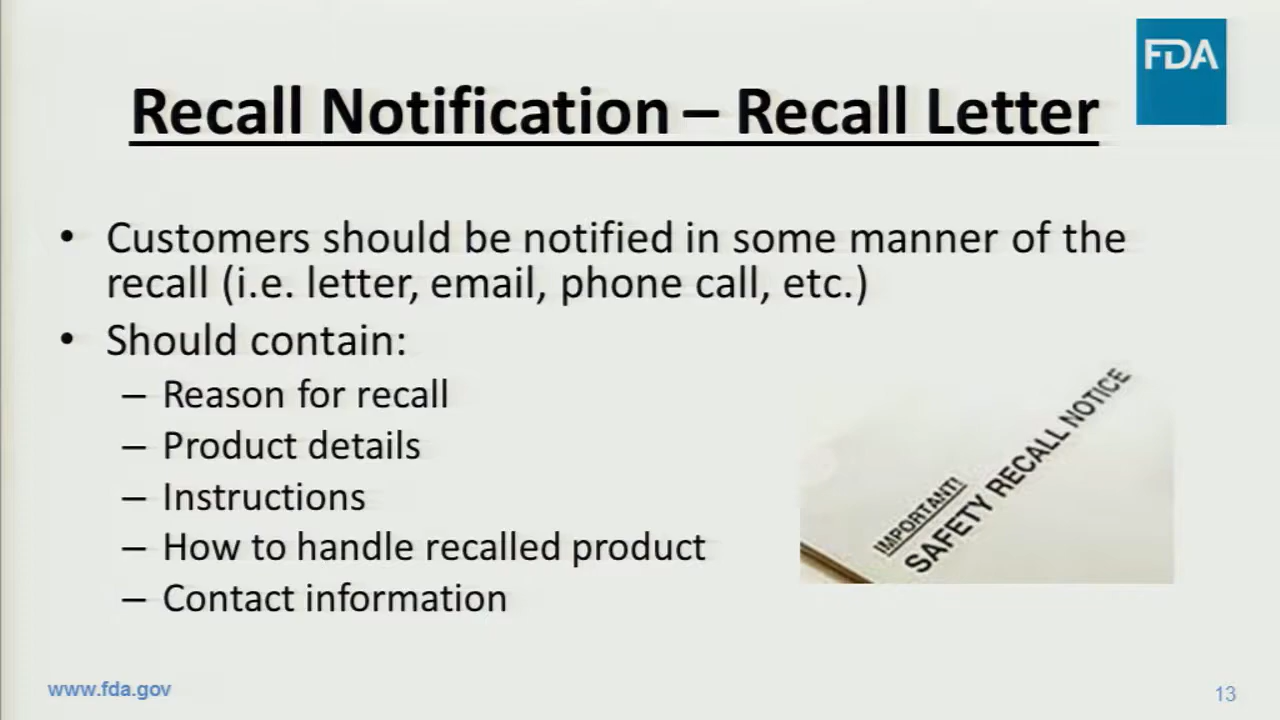 FDA
Recall Notification – Recall Letter
• Customers should be notified in some manner of the
recall (i.e. letter, email, phone call, etc.)
• Should contain:
– Reason for recall
– Product details
– Instructions
– How to handle recalled product
– Contact information
IMPORTANT!
SAFETY RECALL NOTICE
www.fda.gov
13